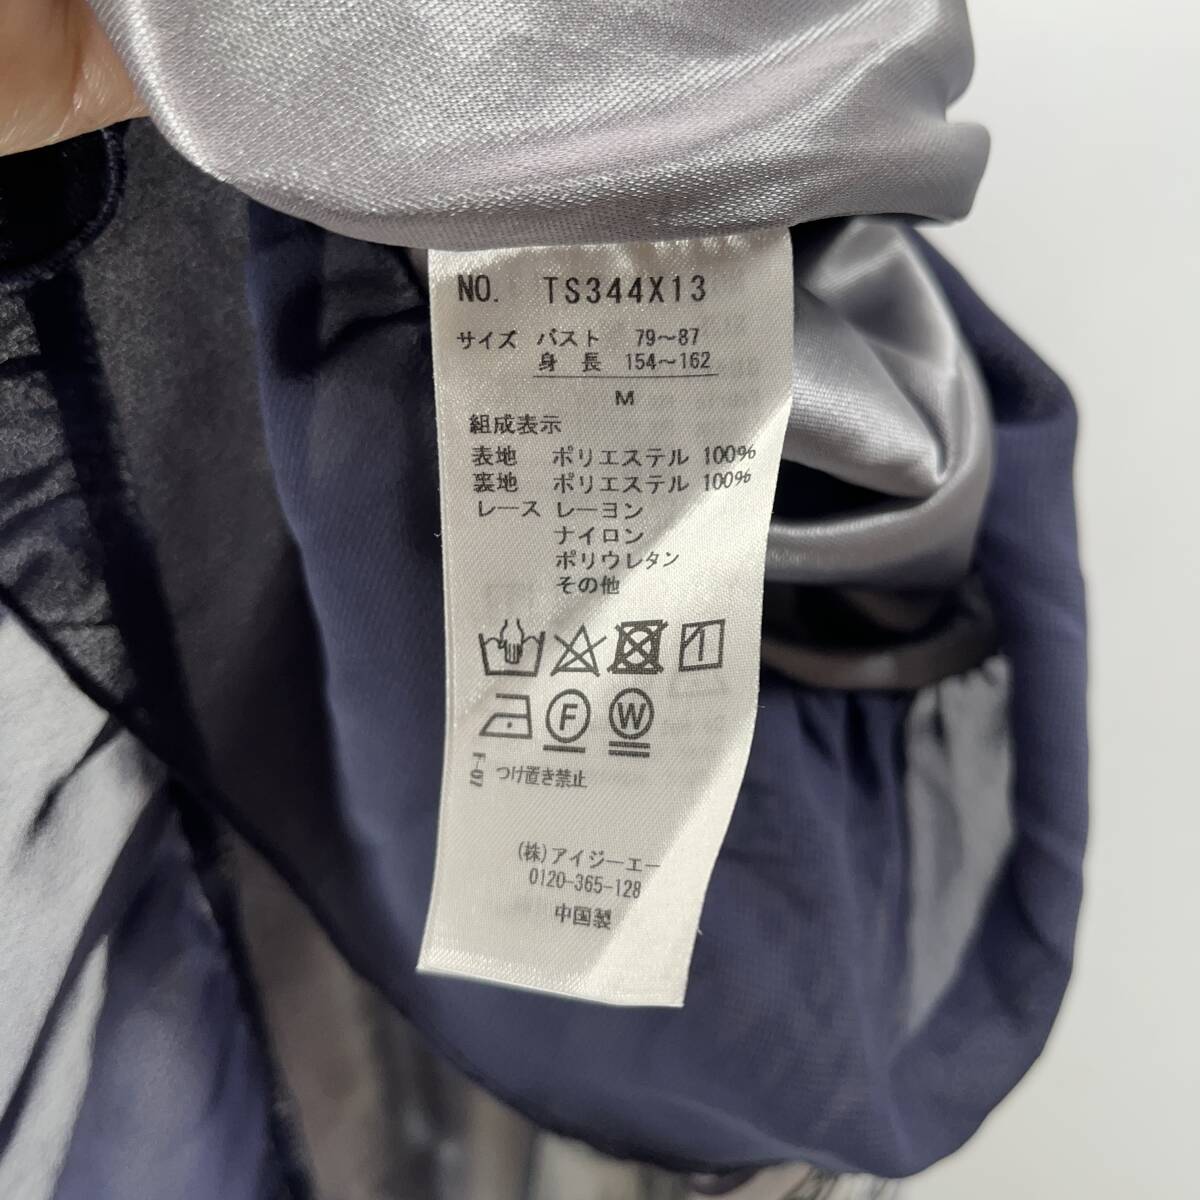 NO. TS344X13
サイズ バスト 79～87
身長 154～162
M
組成表示
表地 ポリエステル 100%
裏地 ポリエステル 100%
レース レーヨン
ナイロン
ポリウレタン
その他
F W
F-07 つけ置き禁止
(株)アイジーエー
0120-365-128
中国製